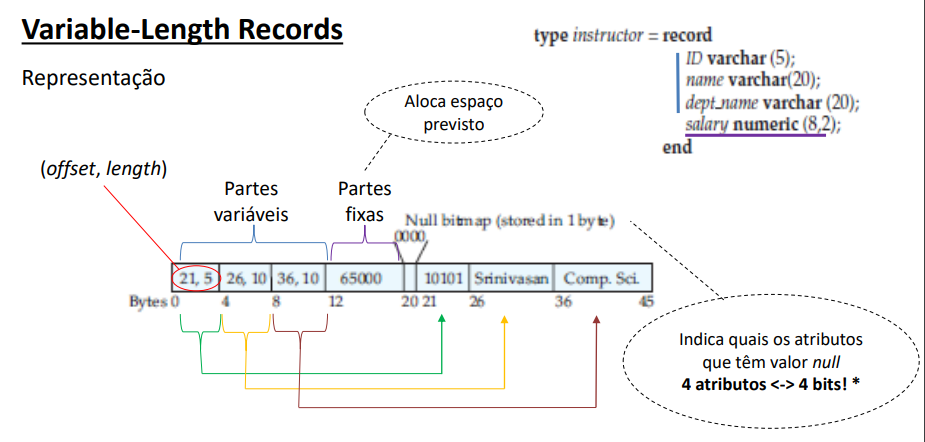 Variable-Length Records
type instructor = record
ID varchar (5);
name varchar(20);
dept_name varchar (20);
salary numeric (8,2);
end
Representação
Aloca espaço
previsto
(offset, length)
Partes
variáveis
Partes
fixas
Null bitmap (stored in 1 byte)
0000
21, 5 26, 10 36, 10 65000 10101 Srinivasan Comp. Sci.
Bytes 0 4 8 12 20 21 26 36 45
Indica quais os atributos
que têm valor null
4 atributos <-> 4 bits! *